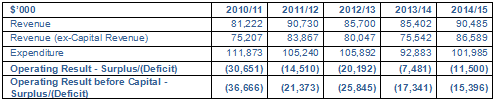 $'000 2010/11 2011/12 2012/13 2013/14 2014/15
Revenue 81,222 90,730 85,700 85,402 90,485
Revenue (ex-Capital Revenue) 75,207 83,867 80,047 75,542 86,589
Expenditure 111,873 105,240 105,892 92,883 101,985
Operating Result - Surplus/(Deficit) (30,651) (14,510) (20,192) (7,481) (11,500)
Operating Result before Capital -
Surplus/(Deficit) (36,666) (21,373) (25,845) (17,341) (15,396)